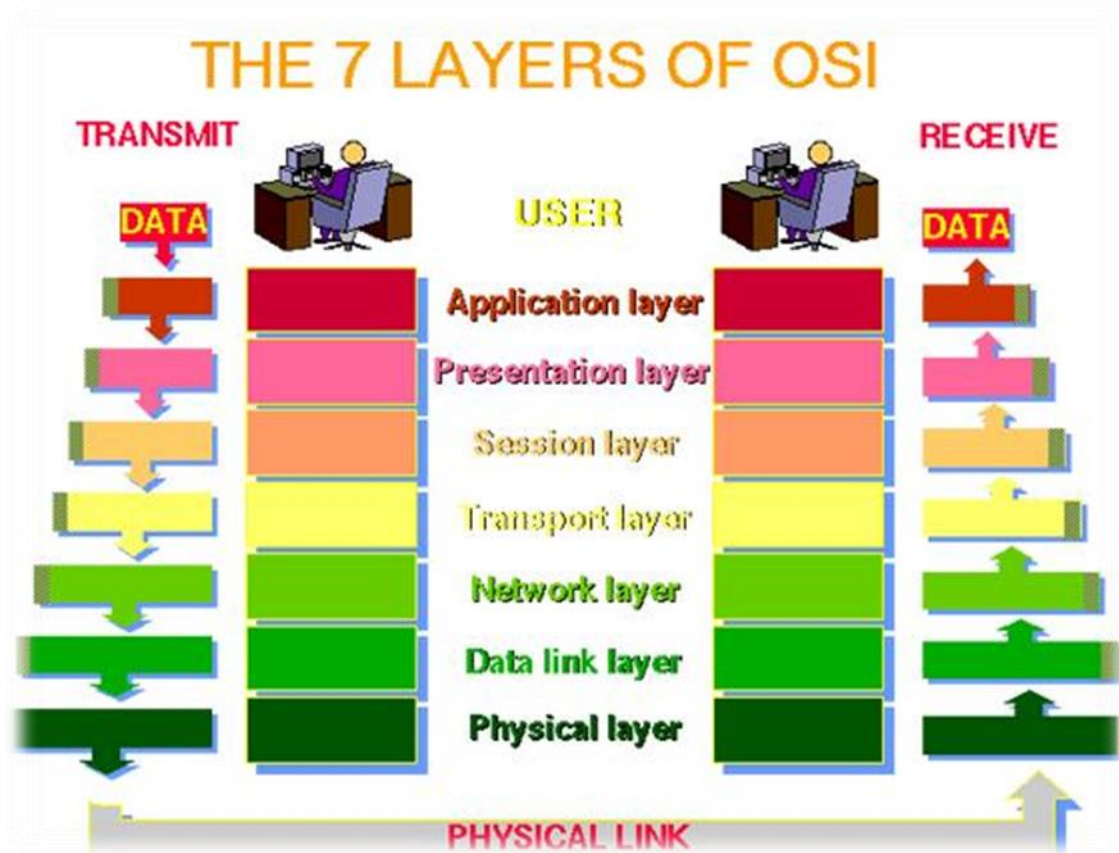 THE 7 LAYERS OF OSI
TRANSMIT
RECEIVE
DATA
USER
DATA
Application layer
Presentation layer
Session layer
Transport layer
Network layer
Data link layer
Physical layer
PHYSICAL LINK